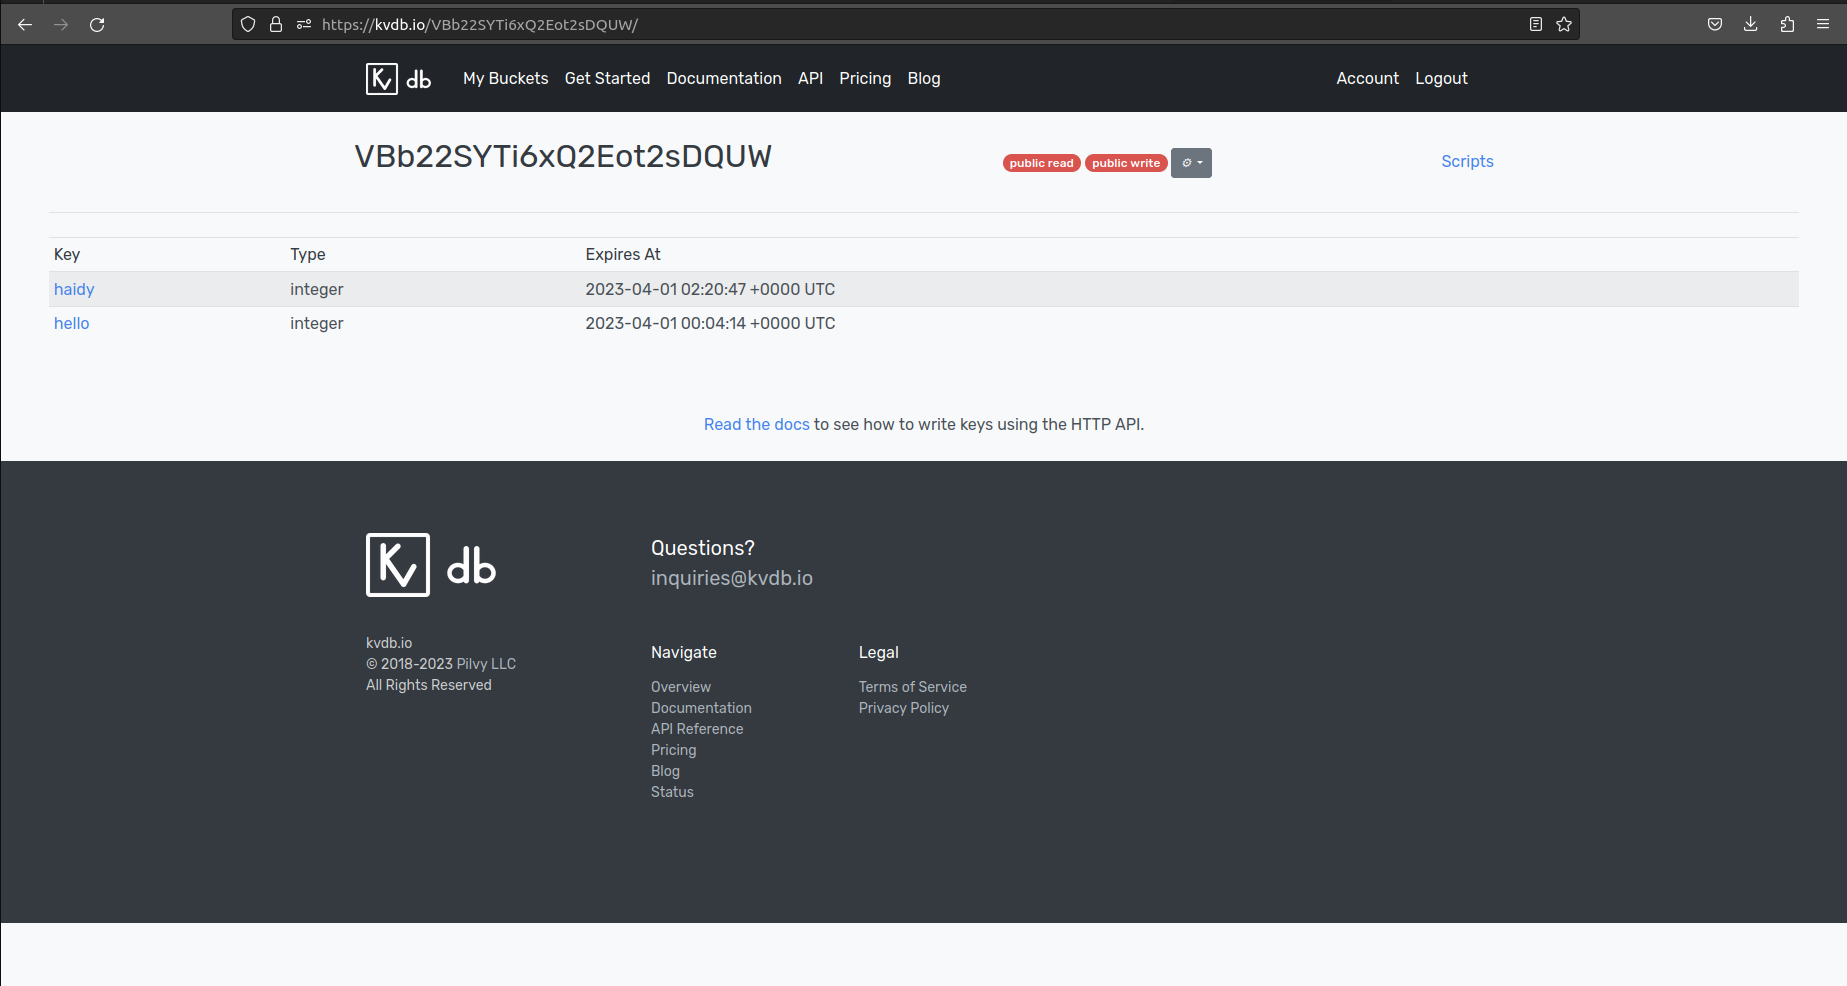 https://kvdb.io/VBb22SYTi6xQ2Eot2sDQUW/
Kv db My Buckets Get Started Documentation API Pricing Blog Account Logout
VBb22SYTi6xQ2Eot2sDQUW public read public write Scripts
Key Type Expires At
haidy integer 2023-04-01 02:20:47 +0000 UTC
hello integer 2023-04-01 00:04:14 +0000 UTC
Read the docs to see how to write keys using the HTTP API.
Kv db
Questions?
inquiries@kvdb.io
kvdb.io
© 2018-2023 Pilvy LLC
All Rights Reserved
Navigate
Overview
Documentation
API Reference
Pricing
Blog
Status
Legal
Terms of Service
Privacy Policy